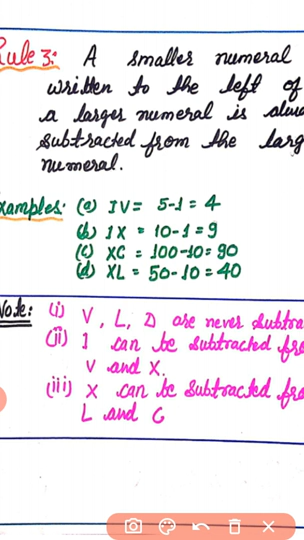 Rule 3: A smaller numeral
written to the left of
a larger numeral is
subtracted from the
numeral.
Examples: (a) IV = 5-1 = 4
(b) IX = 10-1 = 9
(c) XC = 100-10 = 90
(d) XL = 50-10 = 40
Note: (i) V, L, D are never
(ii) I can be subtracted
V and X.
(iii) X can be subtracted
L and C